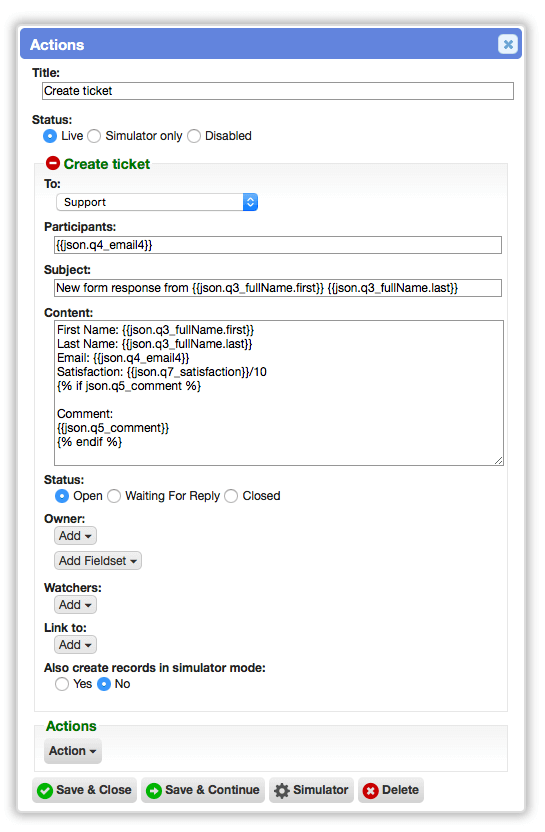 Actions
Title:
Create ticket
Status:
Live Simulator only Disabled
Create ticket
To:
Support
Participants:
{{json.q4_email4}}
Subject:
New form response from {{json.q3_fullName.first}} {{json.q3_fullName.last}}
Content:
First Name: {{json.q3_fullName.first}}
Last Name: {{json.q3_fullName.last}}
Email: {{json.q4_email4}}
Satisfaction: {{json.q7_satisfaction}}/10
{% if json.q5_comment %}
Comment:
{{json.q5_comment}}
{% endif %}
Status:
Open Waiting For Reply Closed
Owner:
Add
Add Fieldset
Watchers:
Add
Link to:
Add
Also create records in simulator mode:
Yes No
Actions
Action
Save & Close Save & Continue Simulator Delete